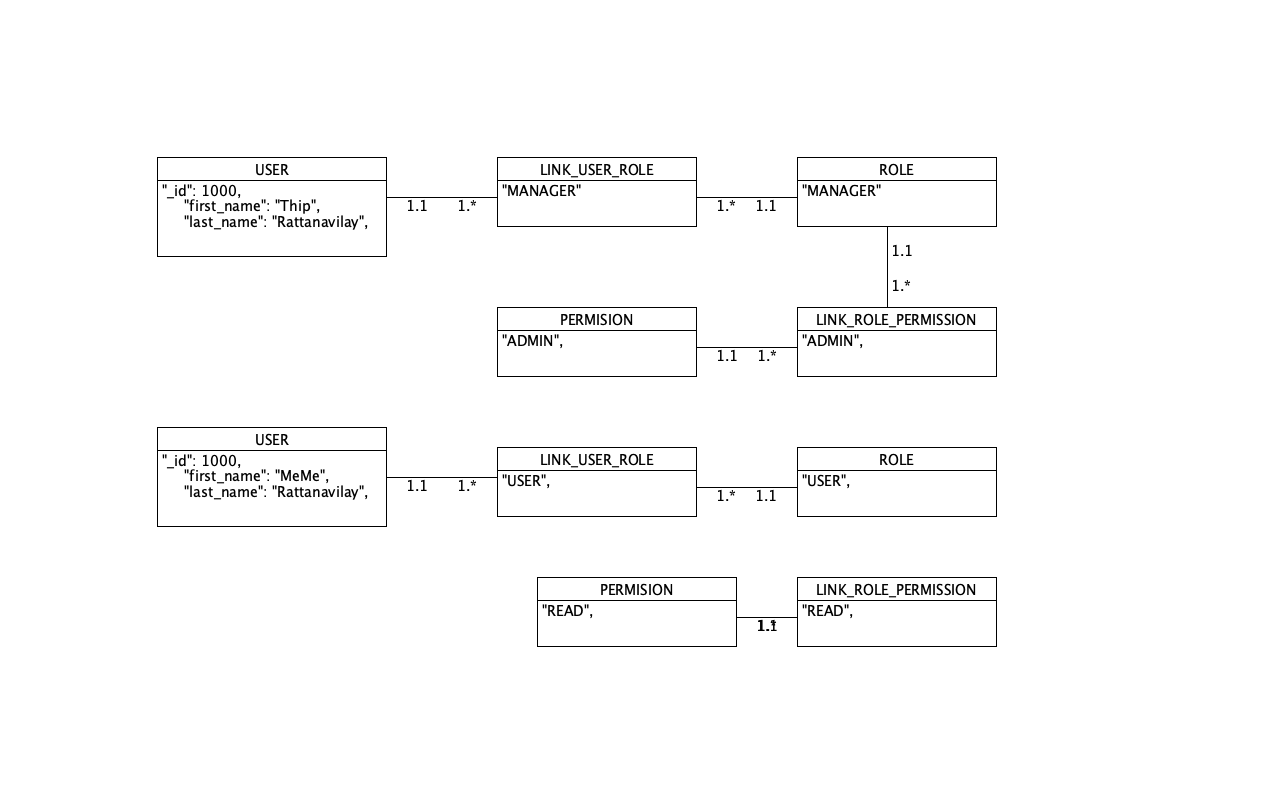 USER
"_id": 1000,
"first_name": "Thip",
"last_name": "Rattanavilay",
1.1
1.*
LINK_USER_ROLE
"MANAGER"
1.*
1.1
ROLE
"MANAGER"
1.1
1.*
PERMISION
"ADMIN",
1.1
1.*
LINK_ROLE_PERMISSION
"ADMIN",
USER
"_id": 1000,
"first_name": "MeMe",
"last_name": "Rattanavilay",
1.1
1.*
LINK_USER_ROLE
"USER",
1.*
1.1
ROLE
"USER",
PERMISION
"READ",
LINK_ROLE_PERMISSION
"READ",